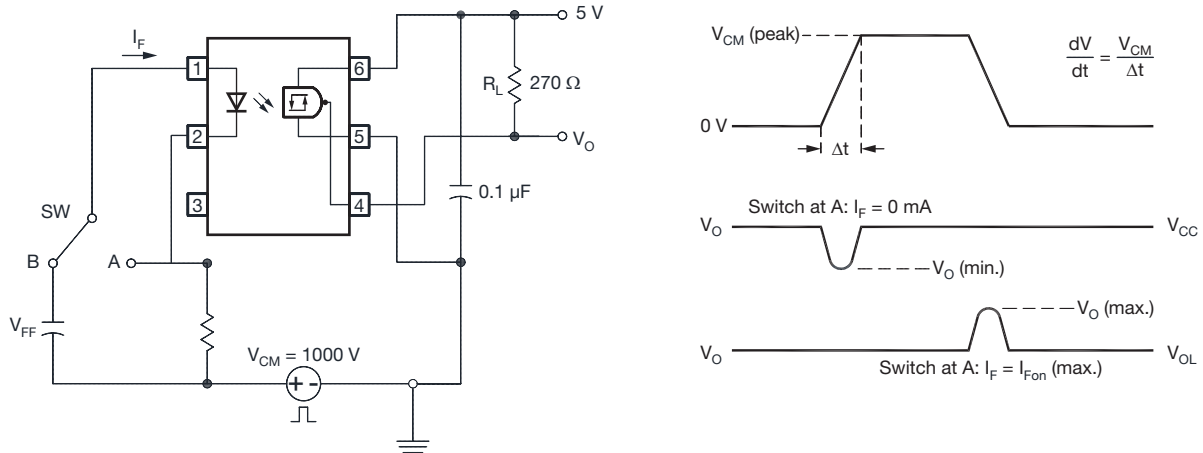 5 V
I_F
1
6
R_L 270 Ω
2
5
V_O
3
4
0.1 µF
SW
B
A
V_FF
V_CM = 1000 V
+ -
V_CM (peak)
dV/dt = V_CM/Δt
0 V
Δt
Switch at A: I_F = 0 mA
V_O
V_CC
V_O (min.)
V_O (max.)
V_O
V_OL
Switch at A: I_F = I_Fon (max.)